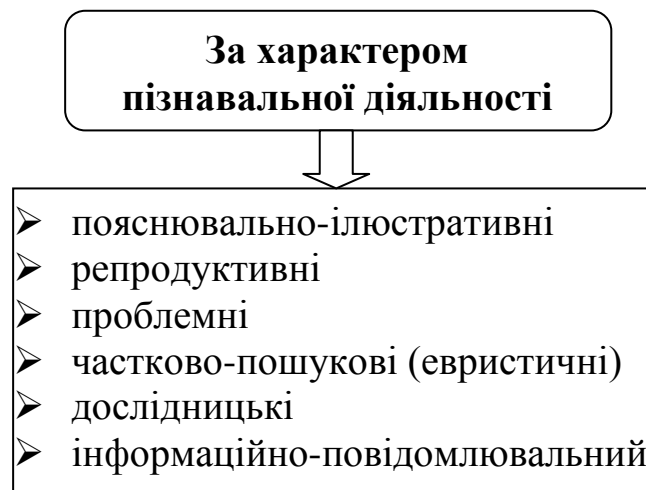 За характером
пізнавальної діяльності
пояснювально-ілюстративні
репродуктивні
проблемні
частково-пошукові (евристичні)
дослідницькі
інформаційно-повідомлювальний